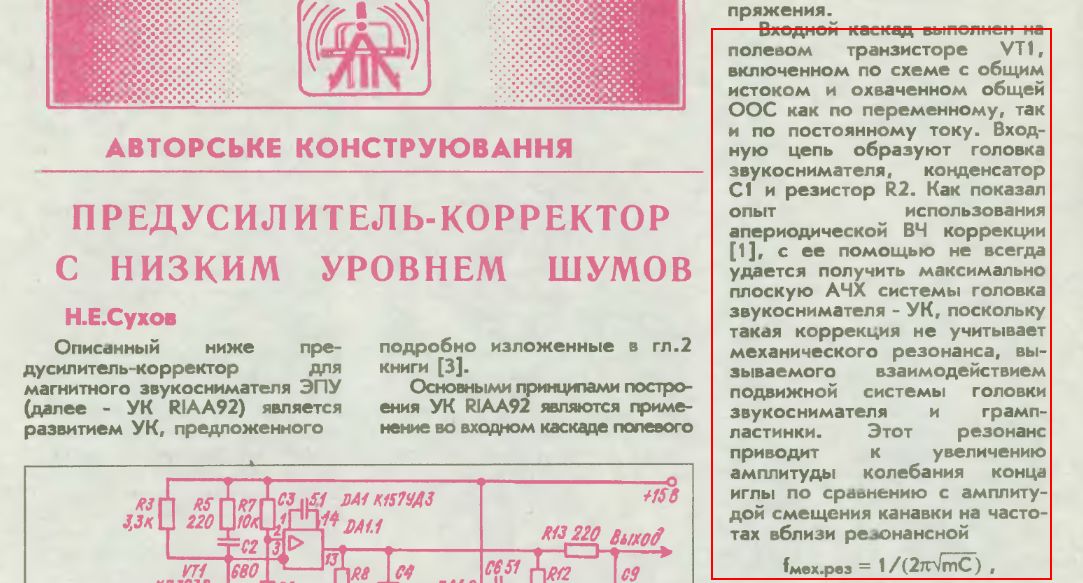 АВТОРСЬКЕ КОНСТРУЮВАННЯ
ПРЕДУСИЛИТЕЛЬ-КОРРЕКТОР
С НИЗКИМ УРОВНЕМ ШУМОВ
Н.Е.Сухов
Описанный ниже пре-
дусилитель-корректор для
магнитного звукоснимателя ЭПУ
(далее - УК RIAA92) является
развитием УК, предложенного
подробно изложенные в гл.2
книги [3].
Основными принципами постро-
ения УК RIAA92 являются приме-
нение во входном каскаде полевого
пряжения.
Входной каскад выполнен на
полевом транзисторе VT1,
включенном по схеме с общим
истоком и охваченном общей
ООС как по переменному, так
и по постоянному току. Вход-
ную цепь образуют головка
звукоснимателя, конденсатор
С1 и резистор R2. Как показал
опыт использования
апериодической ВЧ коррекции
[1], с ее помощью не всегда
удается получить максимально
плоскую АЧХ системы головка
звукоснимателя - УК, поскольку
такая коррекция не учитывает
механического резонанса, вы-
зываемого взаимодействием
подвижной системы головки
звукоснимателя и грамп-
ластинки. Этот резонанс
приводит к увеличению
амплитуды колебания конца
иглы по сравнению с амплиту-
дой смещения канавки на часто-
тах вблизи резонансной
fмех.рез = 1/(2π√mC) ,
R3
3,3к
R5
220
R7
10к
C3
51
DA1 К157УД3
DA1.1
1
2
3
14
13
C2
680
VT1
R8
C4
C6 51
R13 220
R12
C9
Выход
+15 В